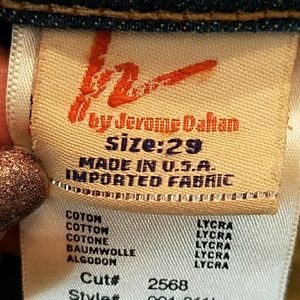 by Jerome Dahan
Size:29
MADE IN U.S.A.
IMPORTED FABRIC
COTON LYCRA
COTTON LYCRA
COTONE LYCRA
BAUMWOLLE LYCRA
ALGODON LYCRA
Cut# 2568
Style#